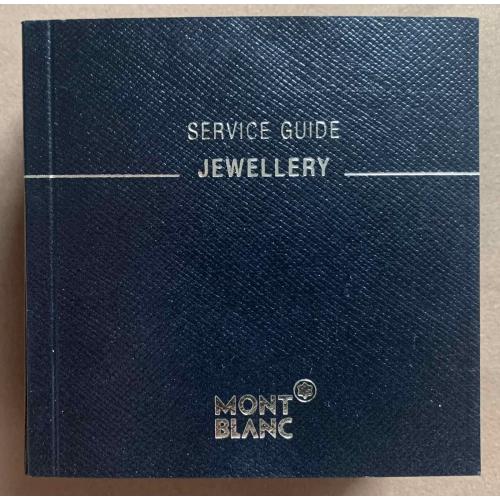 SERVICE GUIDE
JEWELLERY
MONT
BLANC